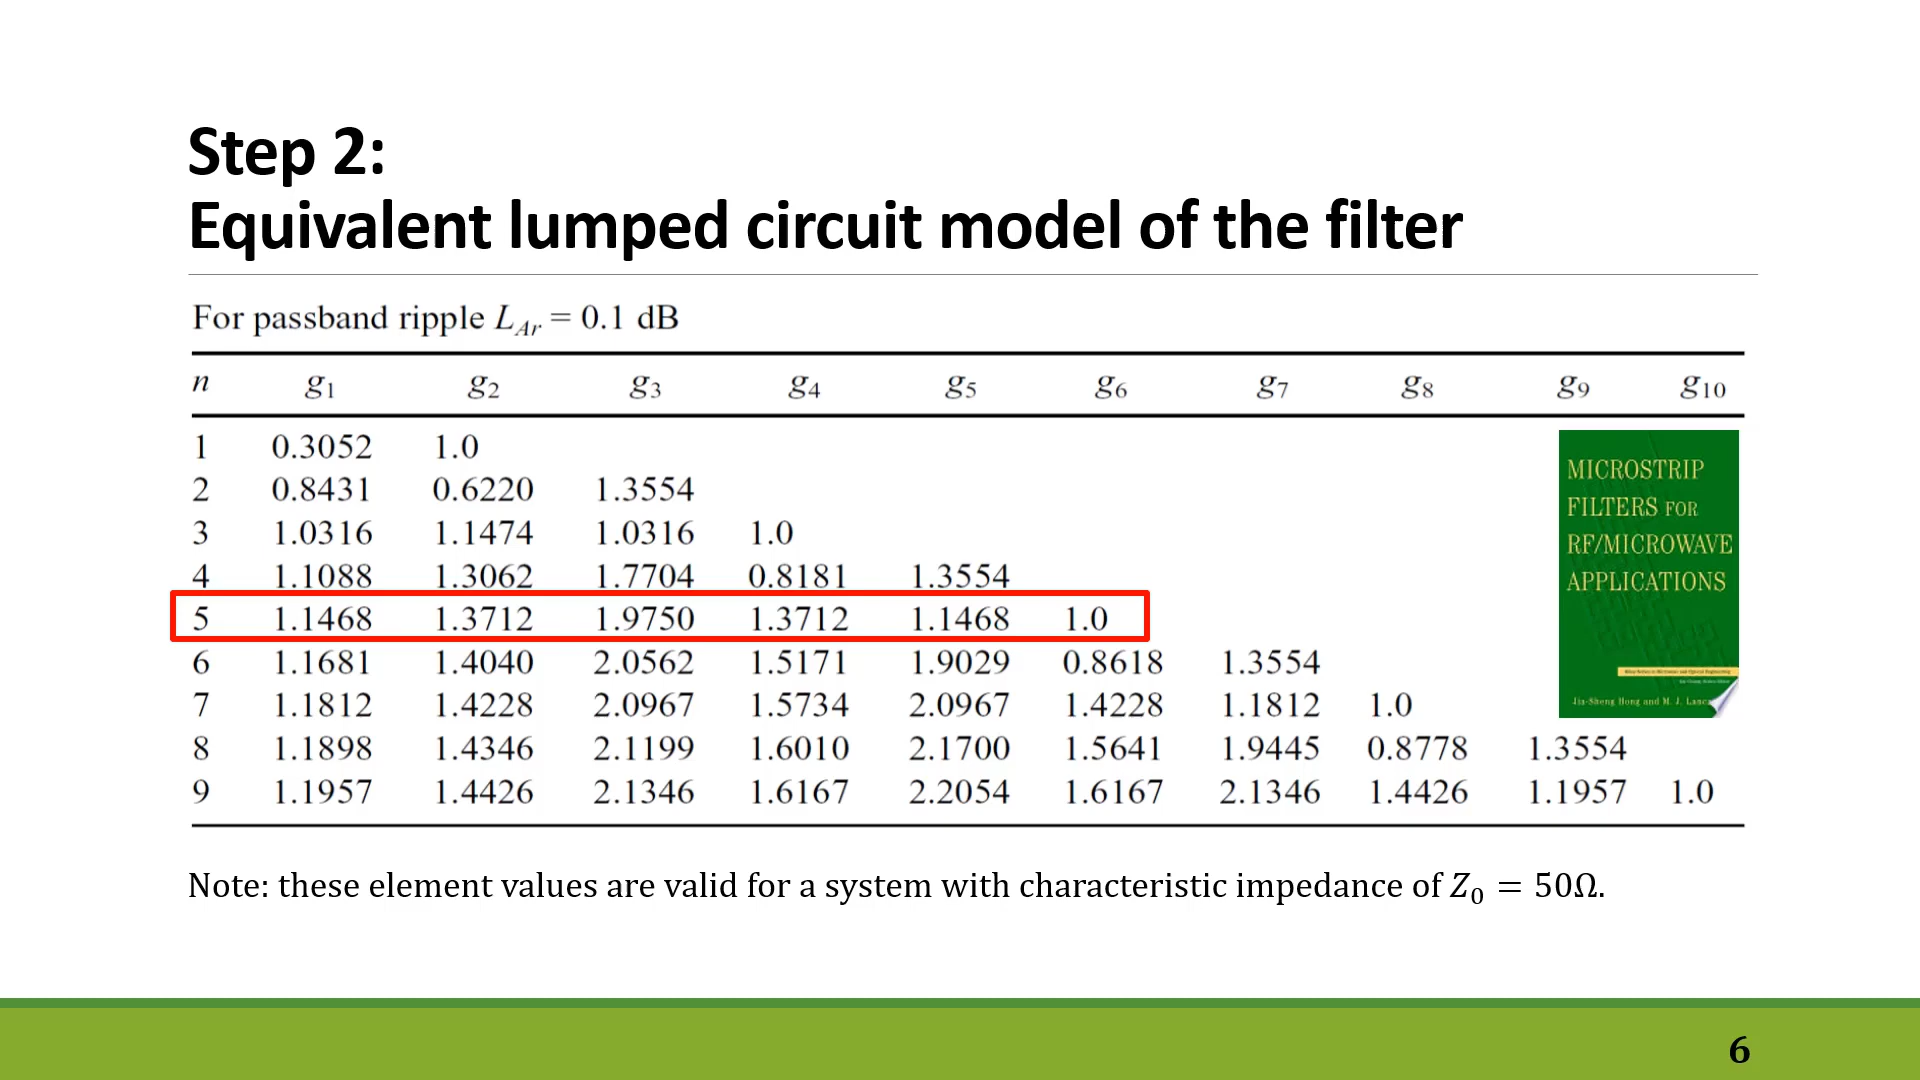 Step 2:
Equivalent lumped circuit model of the filter
For passband ripple L_Ar = 0.1 dB
n g1 g2 g3 g4 g5 g6 g7 g8 g9 g10
1 0.3052 1.0
2 0.8431 0.6220 1.3554
3 1.0316 1.1474 1.0316 1.0
4 1.1088 1.3062 1.7704 0.8181 1.3554
5 1.1468 1.3712 1.9750 1.3712 1.1468 1.0
6 1.1681 1.4040 2.0562 1.5171 1.9029 0.8618 1.3554
7 1.1812 1.4228 2.0967 1.5734 2.0967 1.4228 1.1812 1.0
8 1.1898 1.4346 2.1199 1.6010 2.1700 1.5641 1.9445 0.8778 1.3554
9 1.1957 1.4426 2.1346 1.6167 2.2054 1.6167 2.1346 1.4426 1.1957 1.0
MICROSTRIP
FILTERS FOR
RF/MICROWAVE
APPLICATIONS
Jia-Sheng Hong and M. J. Lanc
Note: these element values are valid for a system with characteristic impedance of Z0 = 50Ω.
6